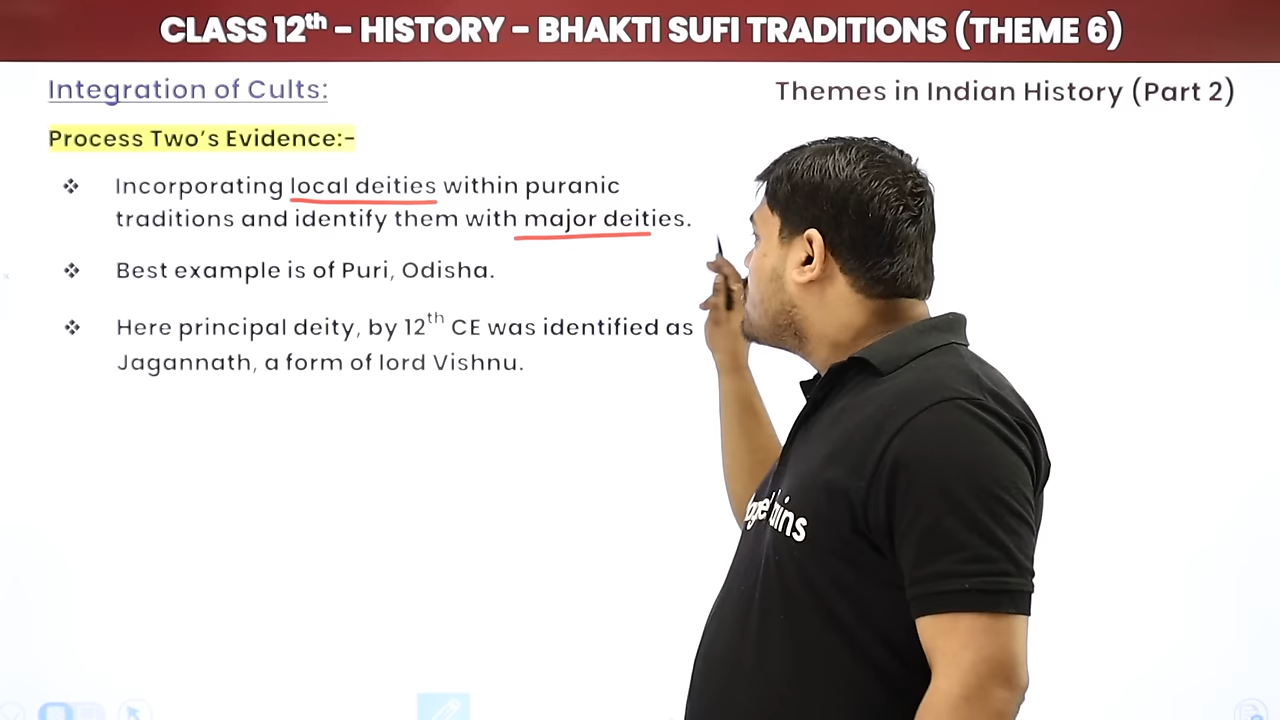 CLASS 12th - HISTORY - BHAKTI SUFI TRADITIONS (THEME 6)
Integration of Cults:
Themes in Indian History (Part 2)
Process Two's Evidence:-
❖ Incorporating local deities within puranic
traditions and identify them with major deities.
❖ Best example is of Puri, Odisha.
❖ Here principal deity, by 12th CE was identified as
Jagannath, a form of lord Vishnu.